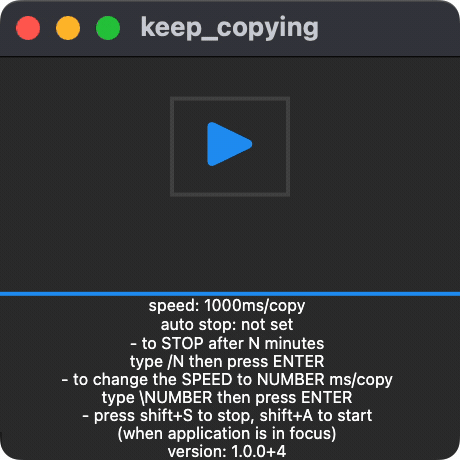 keep_copying
speed: 1000ms/copy
auto stop: not set
- to STOP after N minutes
type /N then press ENTER
- to change the SPEED to NUMBER ms/copy
type \NUMBER then press ENTER
- press shift+S to stop, shift+A to start
(when application is in focus)
version: 1.0.0+4